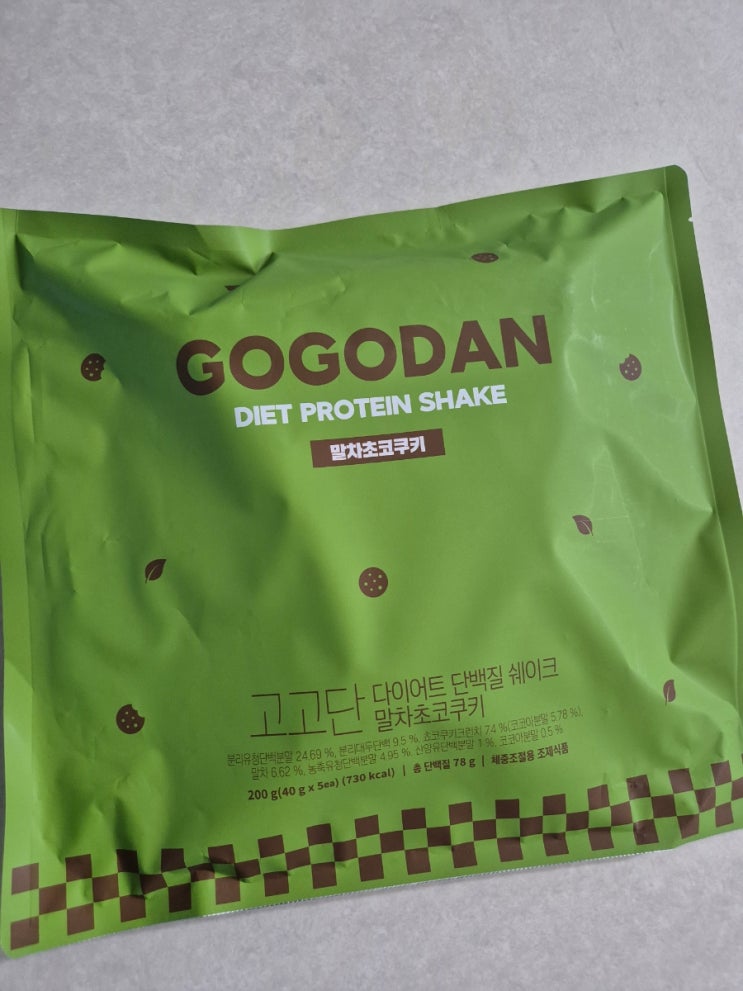 GOGODAN
DIET PROTEIN SHAKE
말차초코쿠키
고고단 다이어트 단백질 쉐이크
말차초코쿠키
분리유청단백분말 24.69 %, 분리대두단백 9.5 %, 초코쿠키크런치 7.4 %(코코아분말 5.78 %),
말차 6.62 %, 농축유청단백분말 4.95 %, 산양유단백분말 1 %, 코코아분말 0.5 %
200 g(40 g x 5ea) (730 kcal) | 총 단백질 78 g | 체중조절용 조제식품